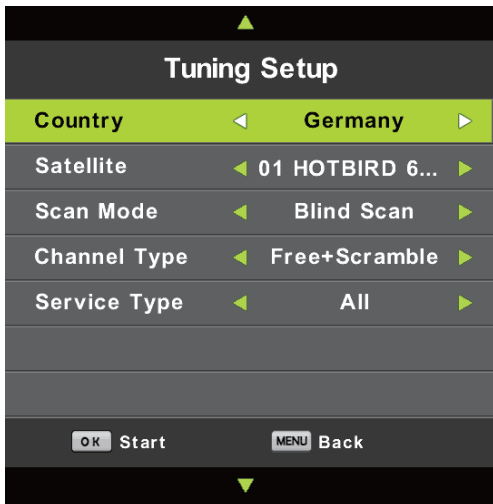 Tuning Setup
Country Germany
Satellite 01 HOTBIRD 6...
Scan Mode Blind Scan
Channel Type Free+Scramble
Service Type All
OK Start MENU Back